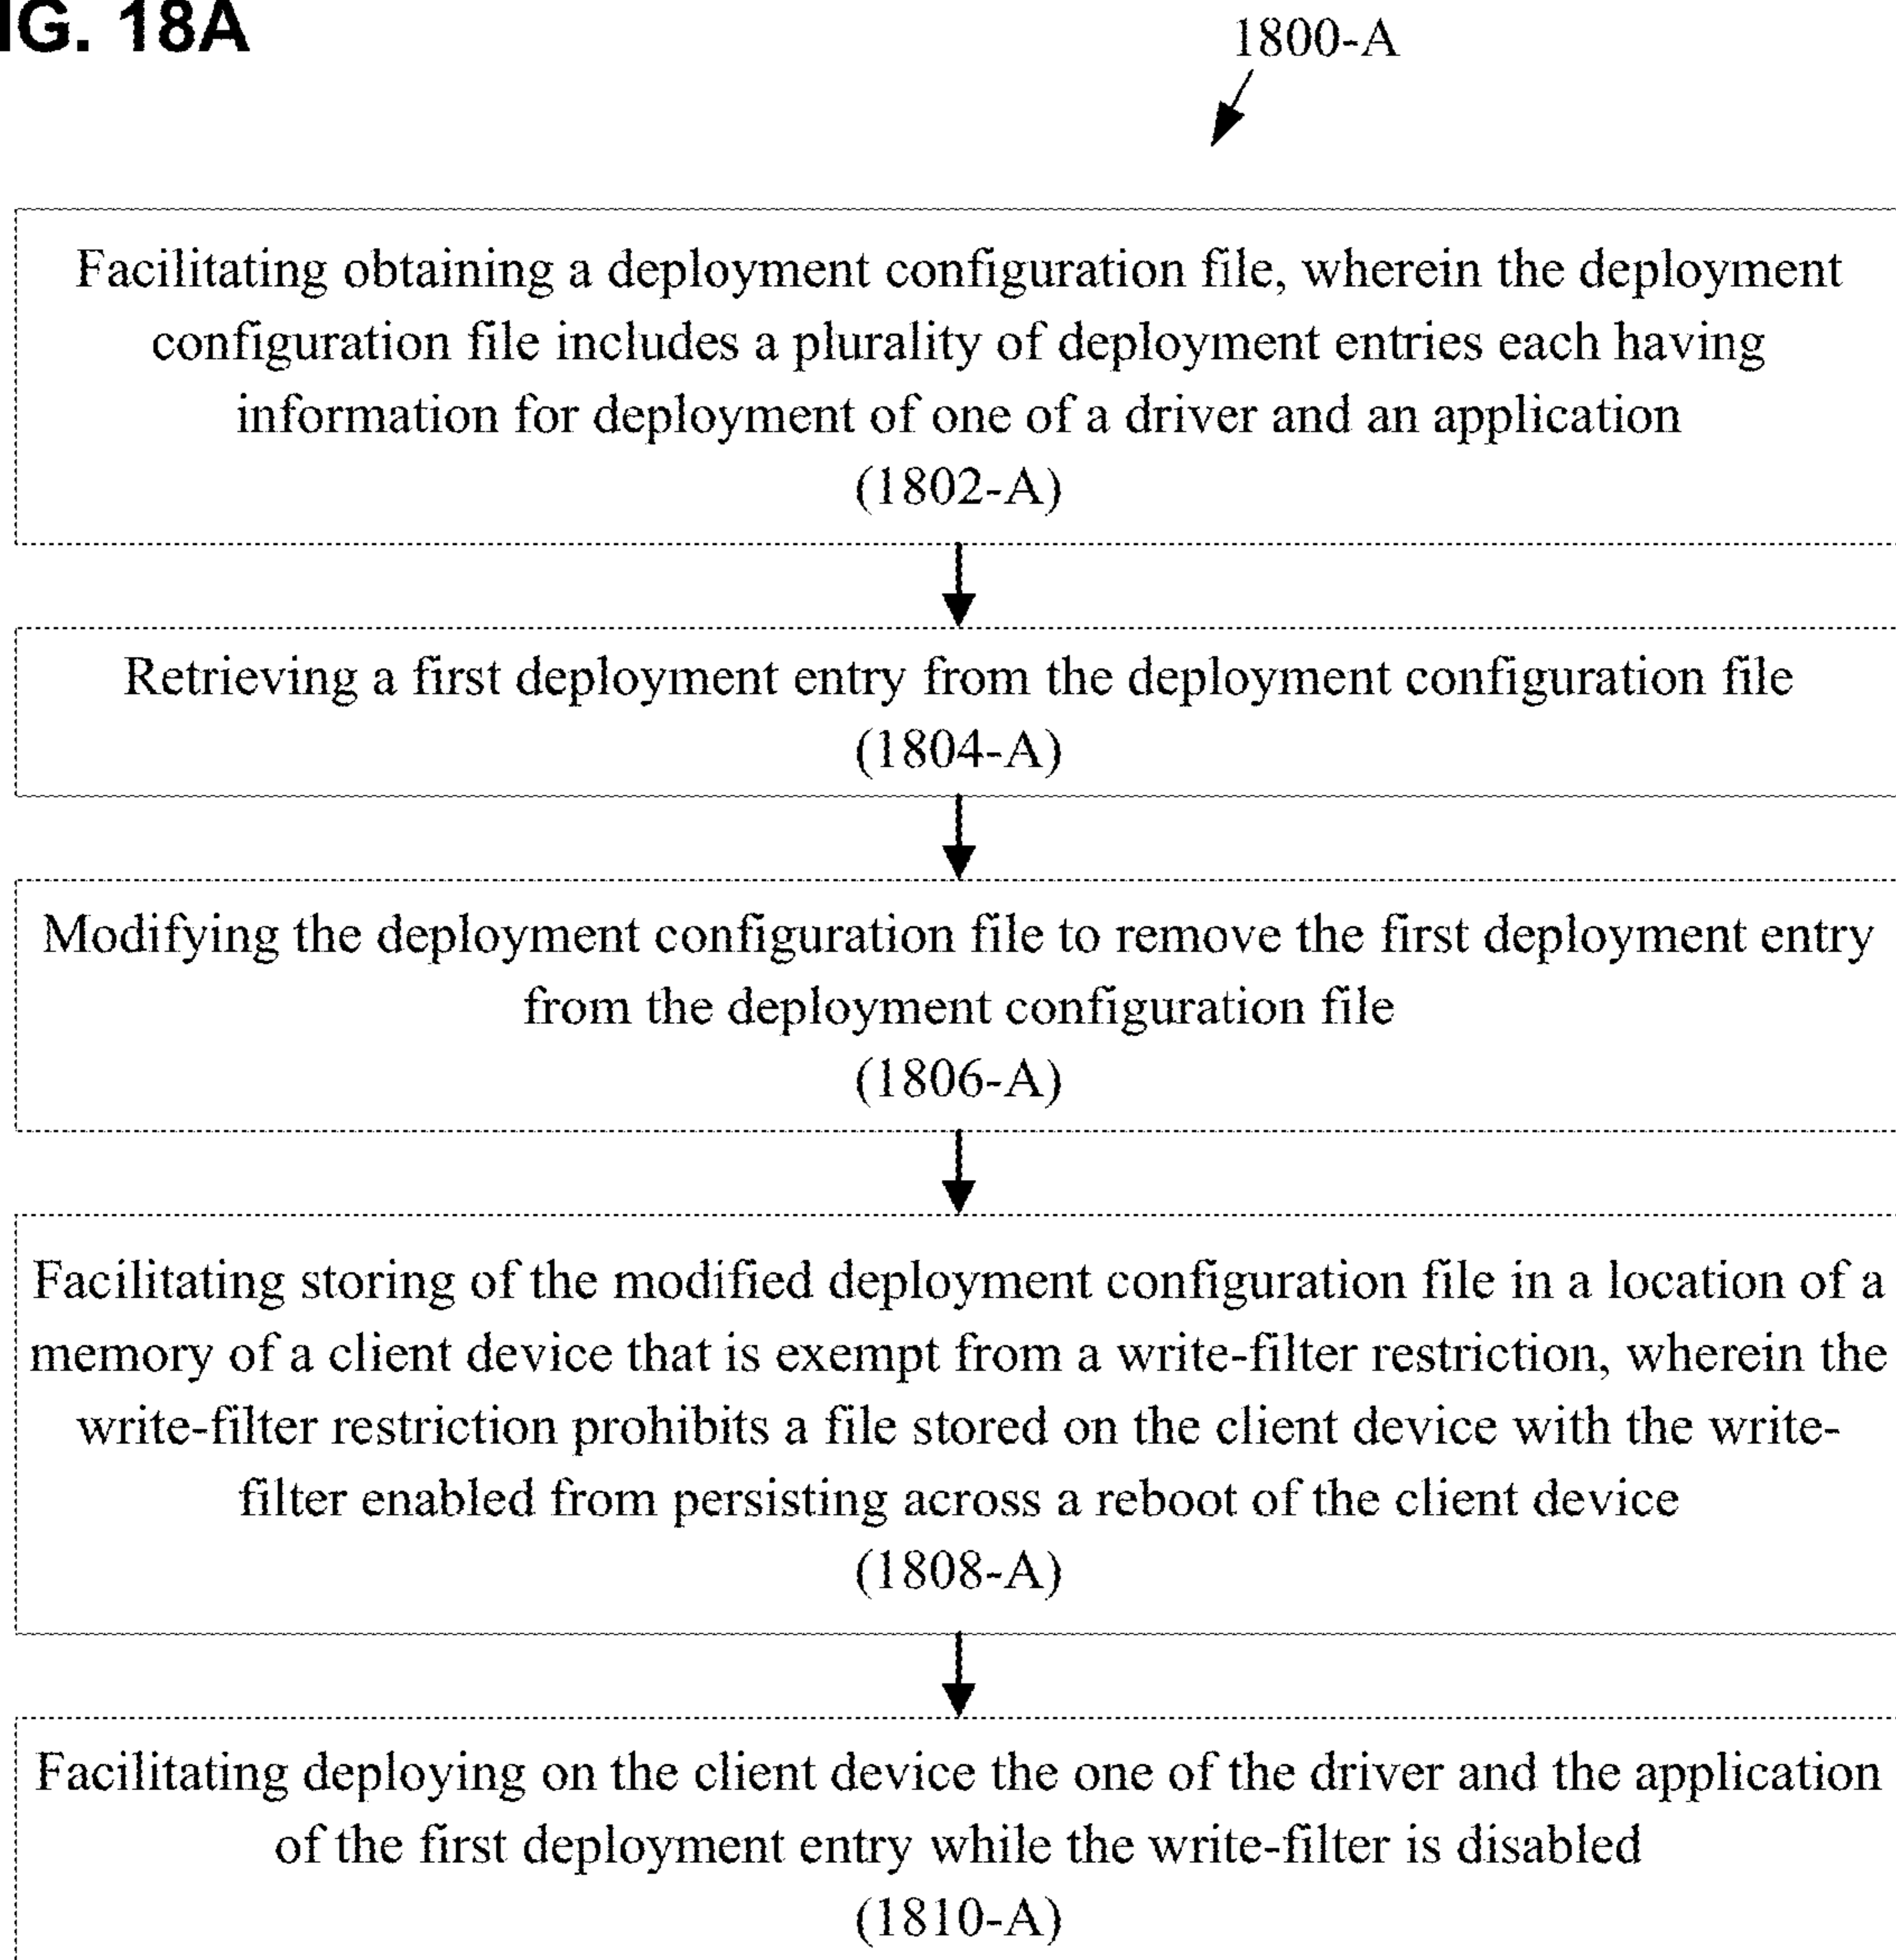 IG. 18A
1800-A
Facilitating obtaining a deployment configuration file, wherein the deployment
configuration file includes a plurality of deployment entries each having
information for deployment of one of a driver and an application
(1802-A)
Retrieving a first deployment entry from the deployment configuration file
(1804-A)
Modifying the deployment configuration file to remove the first deployment entry
from the deployment configuration file
(1806-A)
Facilitating storing of the modified deployment configuration file in a location of a
memory of a client device that is exempt from a write-filter restriction, wherein the
write-filter restriction prohibits a file stored on the client device with the write-
filter enabled from persisting across a reboot of the client device
(1808-A)
Facilitating deploying on the client device the one of the driver and the application
of the first deployment entry while the write-filter is disabled
(1810-A)